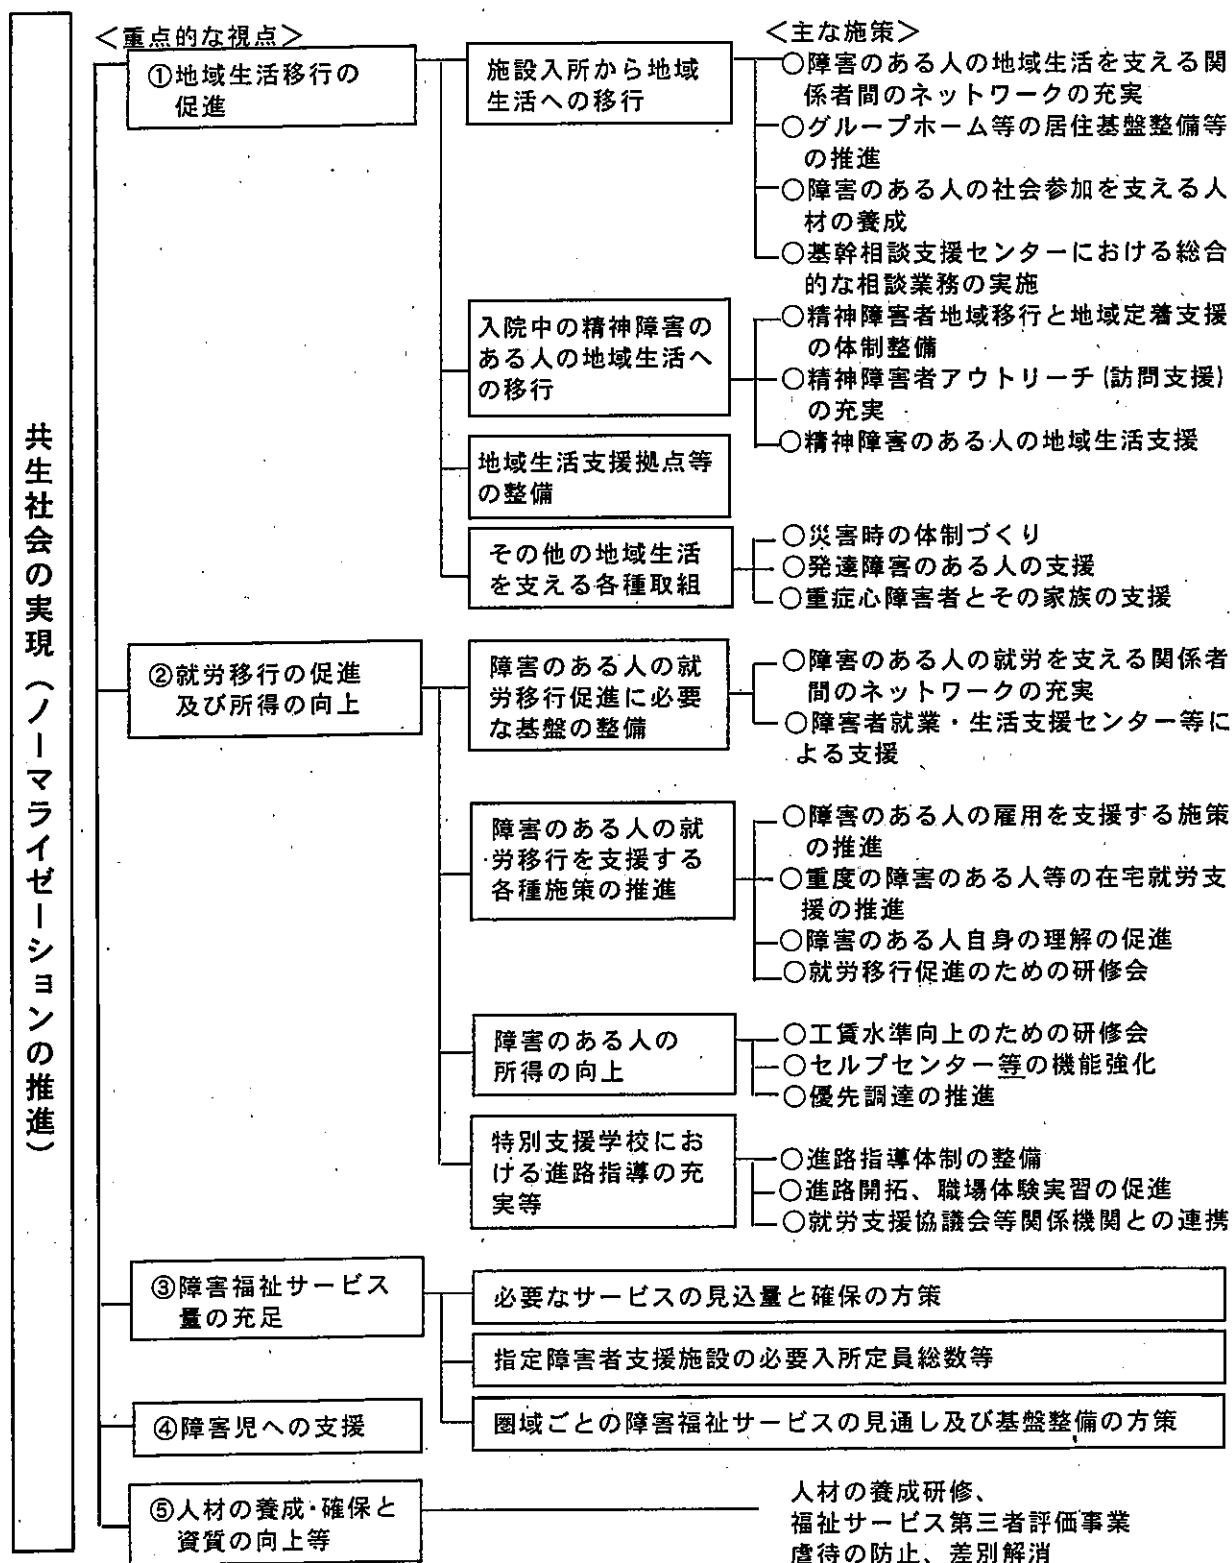 共生社会の実現（ノーマライゼーションの推進）
＜重点的な視点＞
＜主な施策＞
①地域生活移行の
促進
施設入所から地域
生活への移行
○障害のある人の地域生活を支える関
係者間のネットワークの充実
○グループホーム等の居住基盤整備等
の推進
○障害のある人の社会参加を支える人
材の養成
○基幹相談支援センターにおける総合
的な相談業務の実施
入院中の精神障害の
ある人の地域生活へ
の移行
○精神障害者地域移行と地域定着支援
の体制整備
○精神障害者アウトリーチ(訪問支援)
の充実
○精神障害のある人の地域生活支援
地域生活支援拠点等
の整備
その他の地域生活
を支える各種取組
○災害時の体制づくり
○発達障害のある人の支援
○重症心障害者とその家族の支援
②就労移行の促進
及び所得の向上
障害のある人の就
労移行促進に必要
な基盤の整備
○障害のある人の就労を支える関係者
間のネットワークの充実
○障害者就業・生活支援センター等に
よる支援
障害のある人の就
労移行を支援する
各種施策の推進
○障害のある人の雇用を支援する施策
の推進
○重度の障害のある人等の在宅就労支
援の推進
○障害のある人自身の理解の促進
○就労移行促進のための研修会
障害のある人の
所得の向上
○工賃水準向上のための研修会
○セルプセンター等の機能強化
○優先調達の推進
特別支援学校にお
ける進路指導の充
実等
○進路指導体制の整備
○進路開拓、職場体験実習の促進
○就労支援協議会等関係機関との連携
③障害福祉サービス
量の充足
必要なサービスの見込量と確保の方策
指定障害者支援施設の必要入所定員総数等
圏域ごとの障害福祉サービスの見通し及び基盤整備の方策
④障害児への支援
⑤人材の養成・確保と
資質の向上等
人材の養成研修、
福祉サービス第三者評価事業
虐待の防止、差別解消